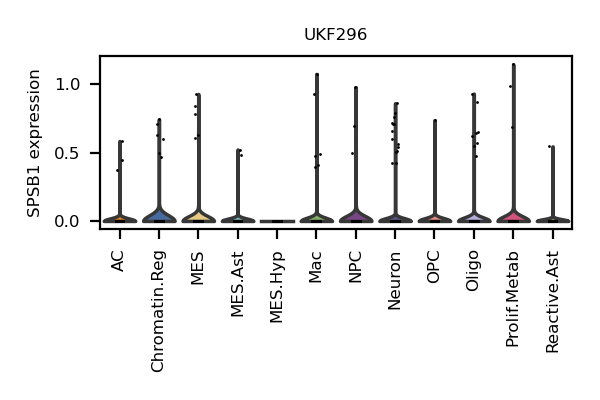 UKF296
SPSB1 expression
1.0
0.5
0.0
AC
Chromatin.Reg
MES
MES.Ast
MES.Hyp
Mac
NPC
Neuron
OPC
Oligo
Prolif.Metab
Reactive.Ast